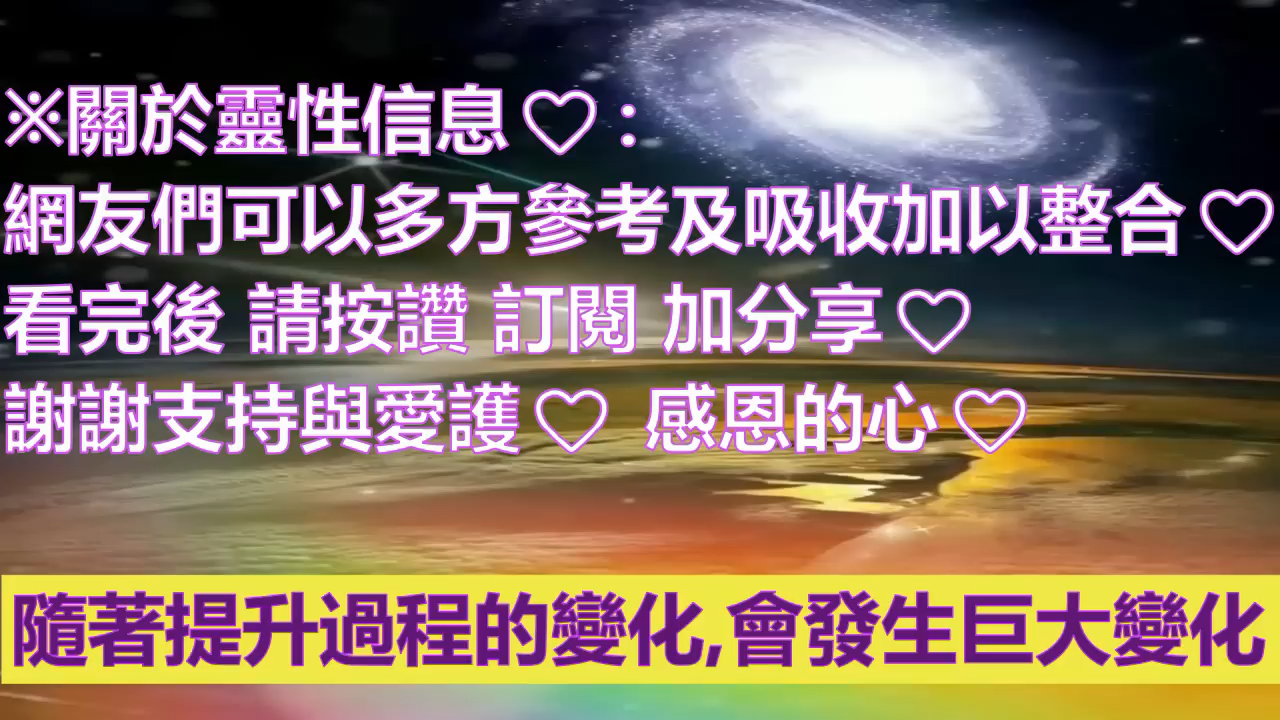 ※關於靈性信息♡:
網友們可以多方參考及吸收加以整合♡
看完後 請按讚 訂閱 加分享♡
謝謝支持與愛護♡ 感恩的心♡
隨著提升過程的變化,會發生巨大變化